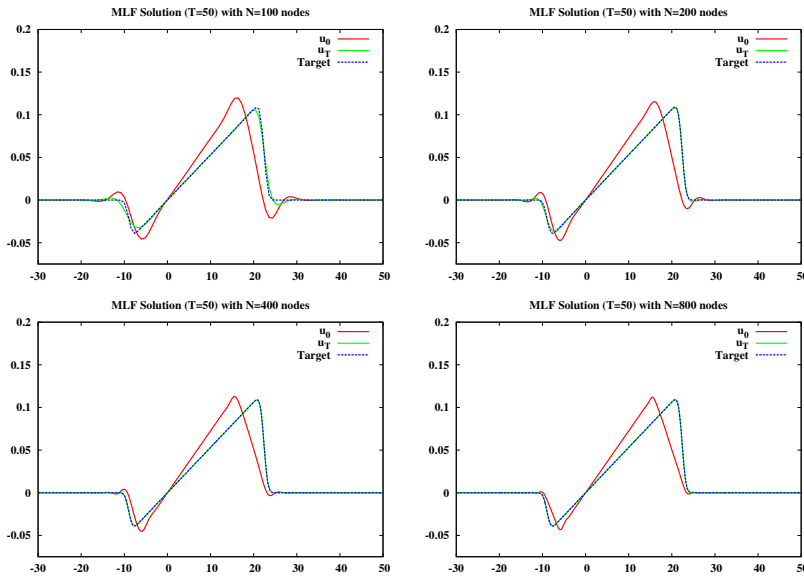 MLF Solution (T=50) with N=100 nodes
0.2
0.15
0.1
0.05
0
-0.05
-30 -20 -10 0 10 20 30 40 50
u0
uT
Target
MLF Solution (T=50) with N=200 nodes
0.2
0.15
0.1
0.05
0
-0.05
-30 -20 -10 0 10 20 30 40 50
u0
uT
Target
MLF Solution (T=50) with N=400 nodes
0.2
0.15
0.1
0.05
0
-0.05
-30 -20 -10 0 10 20 30 40 50
u0
uT
Target
MLF Solution (T=50) with N=800 nodes
0.2
0.15
0.1
0.05
0
-0.05
-30 -20 -10 0 10 20 30 40 50
u0
uT
Target